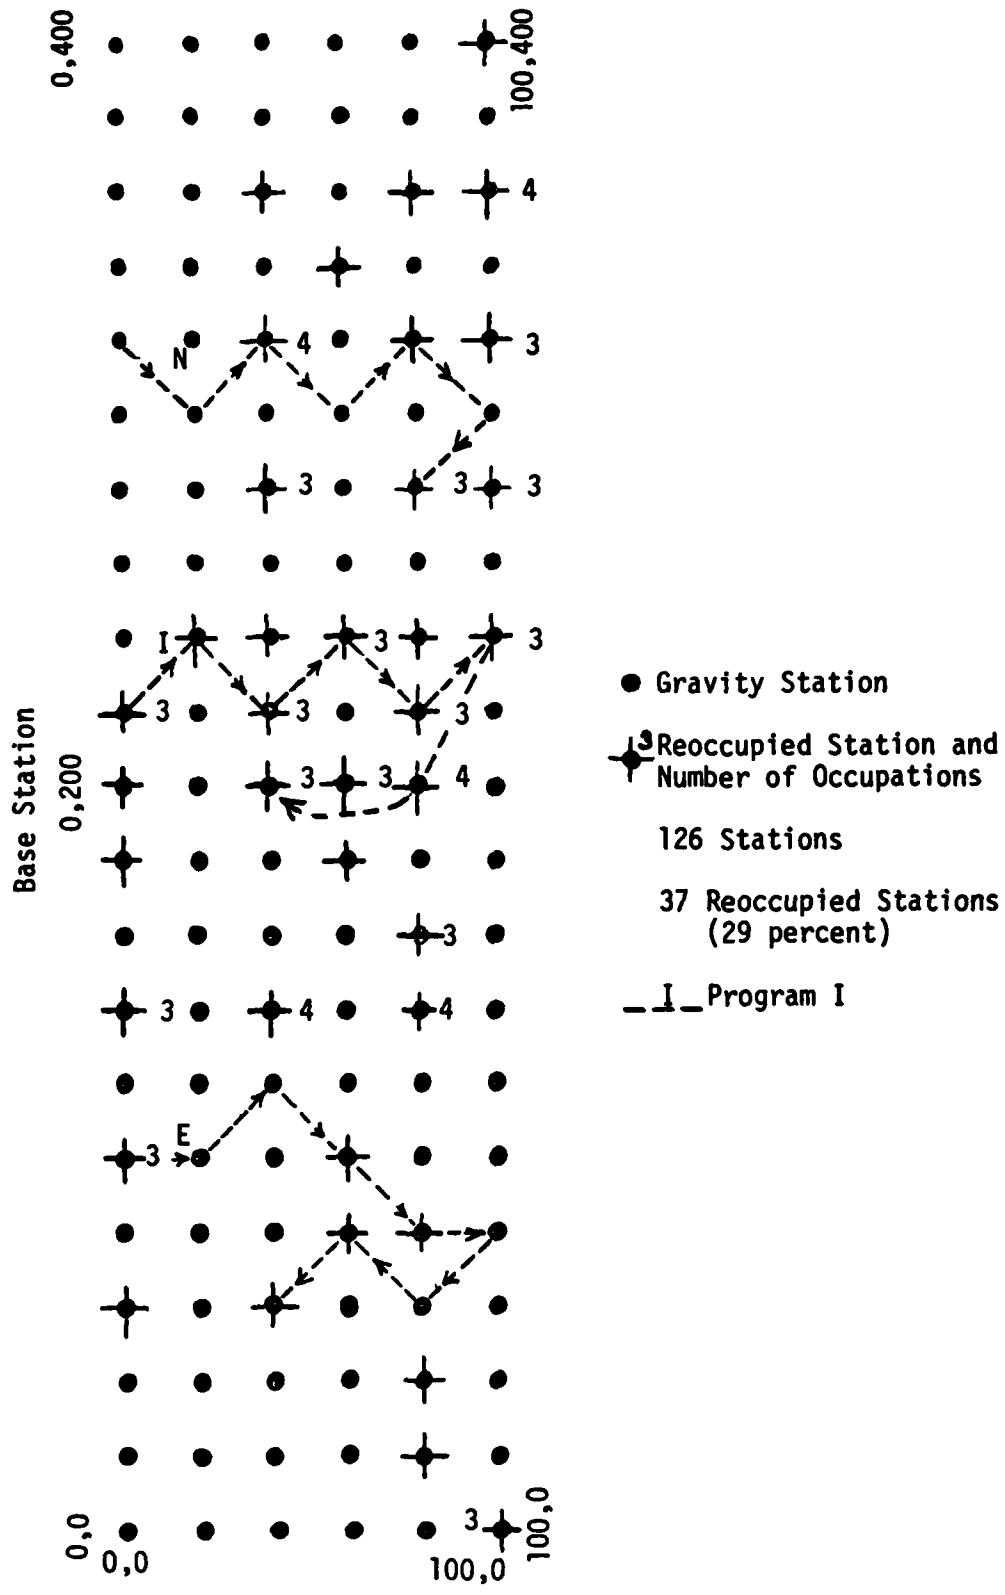 0,400
100,400
4
N
4
3
3
3
3
I
3
3
3
3
3
Base Station
0,200
3
3
4
3
3
4
4
E
3
3
0,0
0,0
100,0
100,0
Gravity Station
3 Reoccupied Station and
Number of Occupations
126 Stations
37 Reoccupied Stations
(29 percent)
I Program I